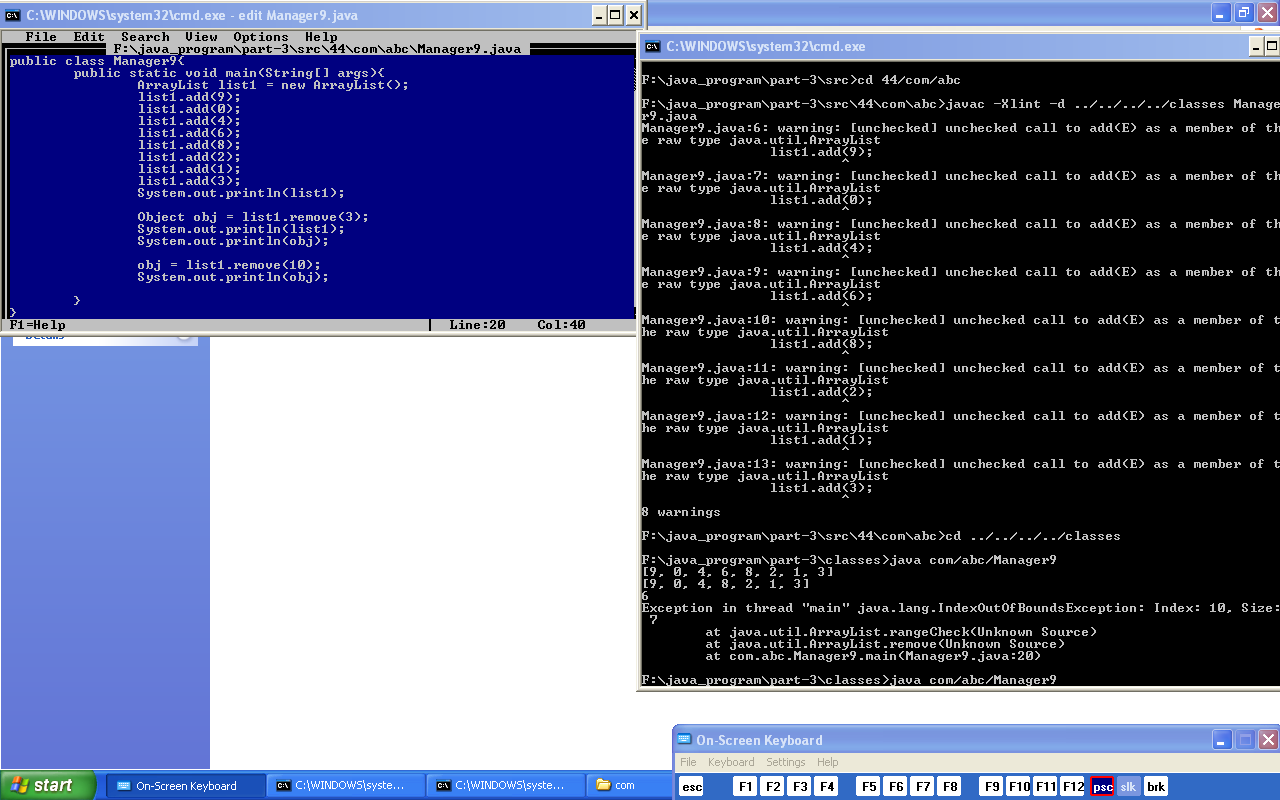 C:\WINDOWS\system32\cmd.exe - edit Manager9.java
File Edit Search View Options Help
F:\java_program\part-3\src\44\com\abc\Manager9.java
public class Manager9{
public static void main(String[] args){
ArrayList list1 = new ArrayList();
list1.add(9);
list1.add(0);
list1.add(4);
list1.add(6);
list1.add(8);
list1.add(2);
list1.add(1);
list1.add(3);
System.out.println(list1);
Object obj = list1.remove(3);
System.out.println(list1);
System.out.println(obj);
obj = list1.remove(10);
System.out.println(obj);
}
}
F1=Help Line:20 Col:40
C:\WINDOWS\system32\cmd.exe
F:\java_program\part-3\src>cd 44/com/abc
F:\java_program\part-3\src\44\com\abc>javac -Xlint -d ../../../../classes Manage
r9.java
Manager9.java:6: warning: [unchecked] unchecked call to add(E) as a member of th
e raw type java.util.ArrayList
list1.add(9);
^
Manager9.java:7: warning: [unchecked] unchecked call to add(E) as a member of th
e raw type java.util.ArrayList
list1.add(0);
^
Manager9.java:8: warning: [unchecked] unchecked call to add(E) as a member of th
e raw type java.util.ArrayList
list1.add(4);
^
Manager9.java:9: warning: [unchecked] unchecked call to add(E) as a member of th
e raw type java.util.ArrayList
list1.add(6);
^
Manager9.java:10: warning: [unchecked] unchecked call to add(E) as a member of t
he raw type java.util.ArrayList
list1.add(8);
^
Manager9.java:11: warning: [unchecked] unchecked call to add(E) as a member of t
he raw type java.util.ArrayList
list1.add(2);
^
Manager9.java:12: warning: [unchecked] unchecked call to add(E) as a member of t
he raw type java.util.ArrayList
list1.add(1);
^
Manager9.java:13: warning: [unchecked] unchecked call to add(E) as a member of t
he raw type java.util.ArrayList
list1.add(3);
^
8 warnings
F:\java_program\part-3\src\44\com\abc>cd ../../../../classes
F:\java_program\part-3\classes>java com/abc/Manager9
[9, 0, 4, 6, 8, 2, 1, 3]
[9, 0, 4, 8, 2, 1, 3]
6
Exception in thread "main" java.lang.IndexOutOfBoundsException: Index: 10, Size:
7
at java.util.ArrayList.rangeCheck(Unknown Source)
at java.util.ArrayList.remove(Unknown Source)
at com.abc.Manager9.main(Manager9.java:20)
F:\java_program\part-3\classes>java com/abc/Manager9
On-Screen Keyboard
File Keyboard Settings Help
esc F1 F2 F3 F4 F5 F6 F7 F8 F9 F10 F11 F12 psc slk brk
start On-Screen Keyboard C:\WINDOWS\syste... C:\WINDOWS\syste... com